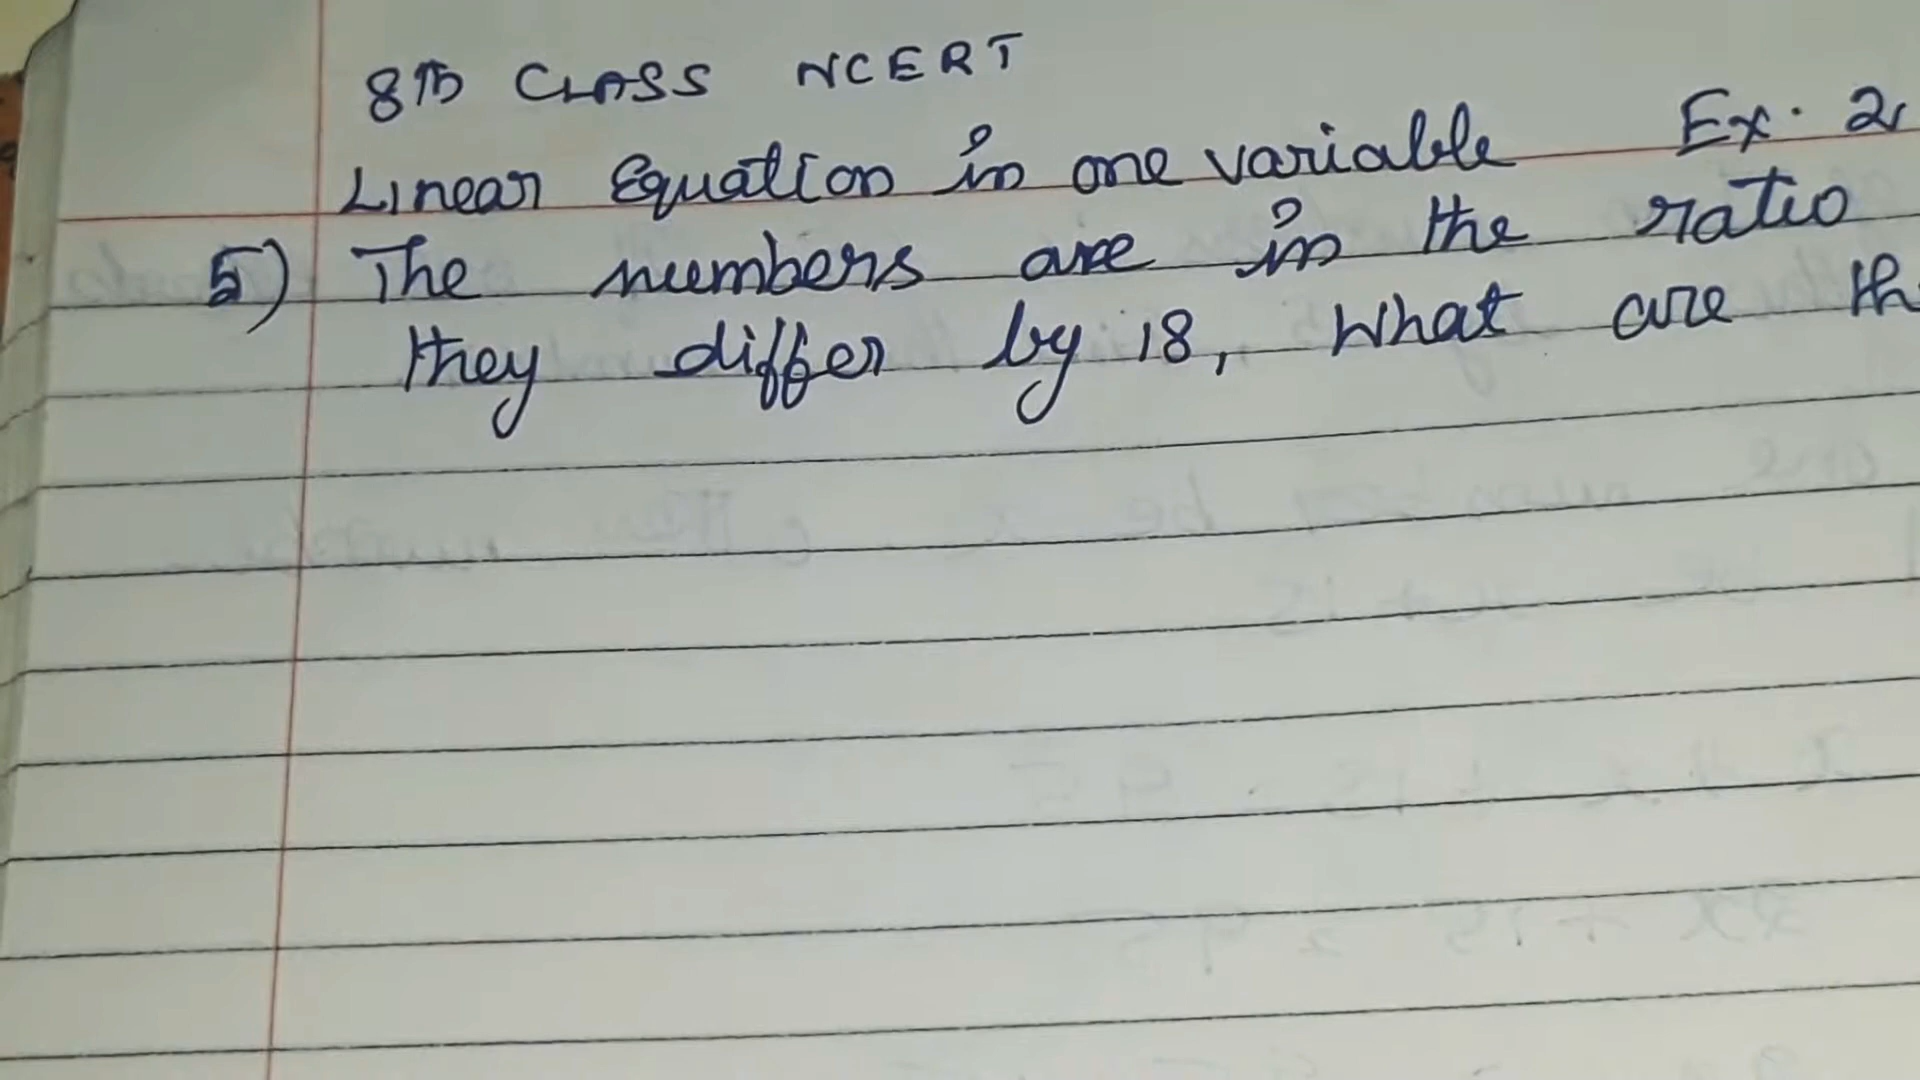 8th CLASS NCERT
Linear Equation in one variable Ex. 2
5) The numbers are in the ratio
they differ by 18, What are